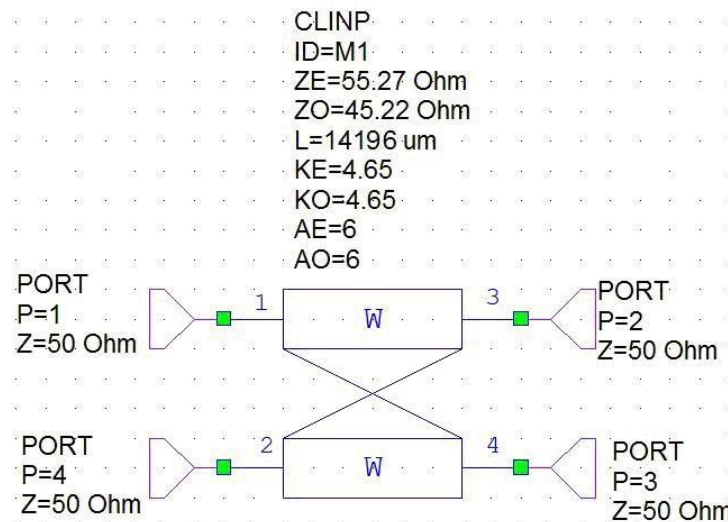 CLINP
ID=M1
ZE=55.27 Ohm
ZO=45.22 Ohm
L=14196 um
KE=4.65
KO=4.65
AE=6
AO=6
PORT
P=1
Z=50 Ohm
1
W
3
PORT
P=2
Z=50 Ohm
PORT
P=4
Z=50 Ohm
2
W
4
PORT
P=3
Z=50 Ohm